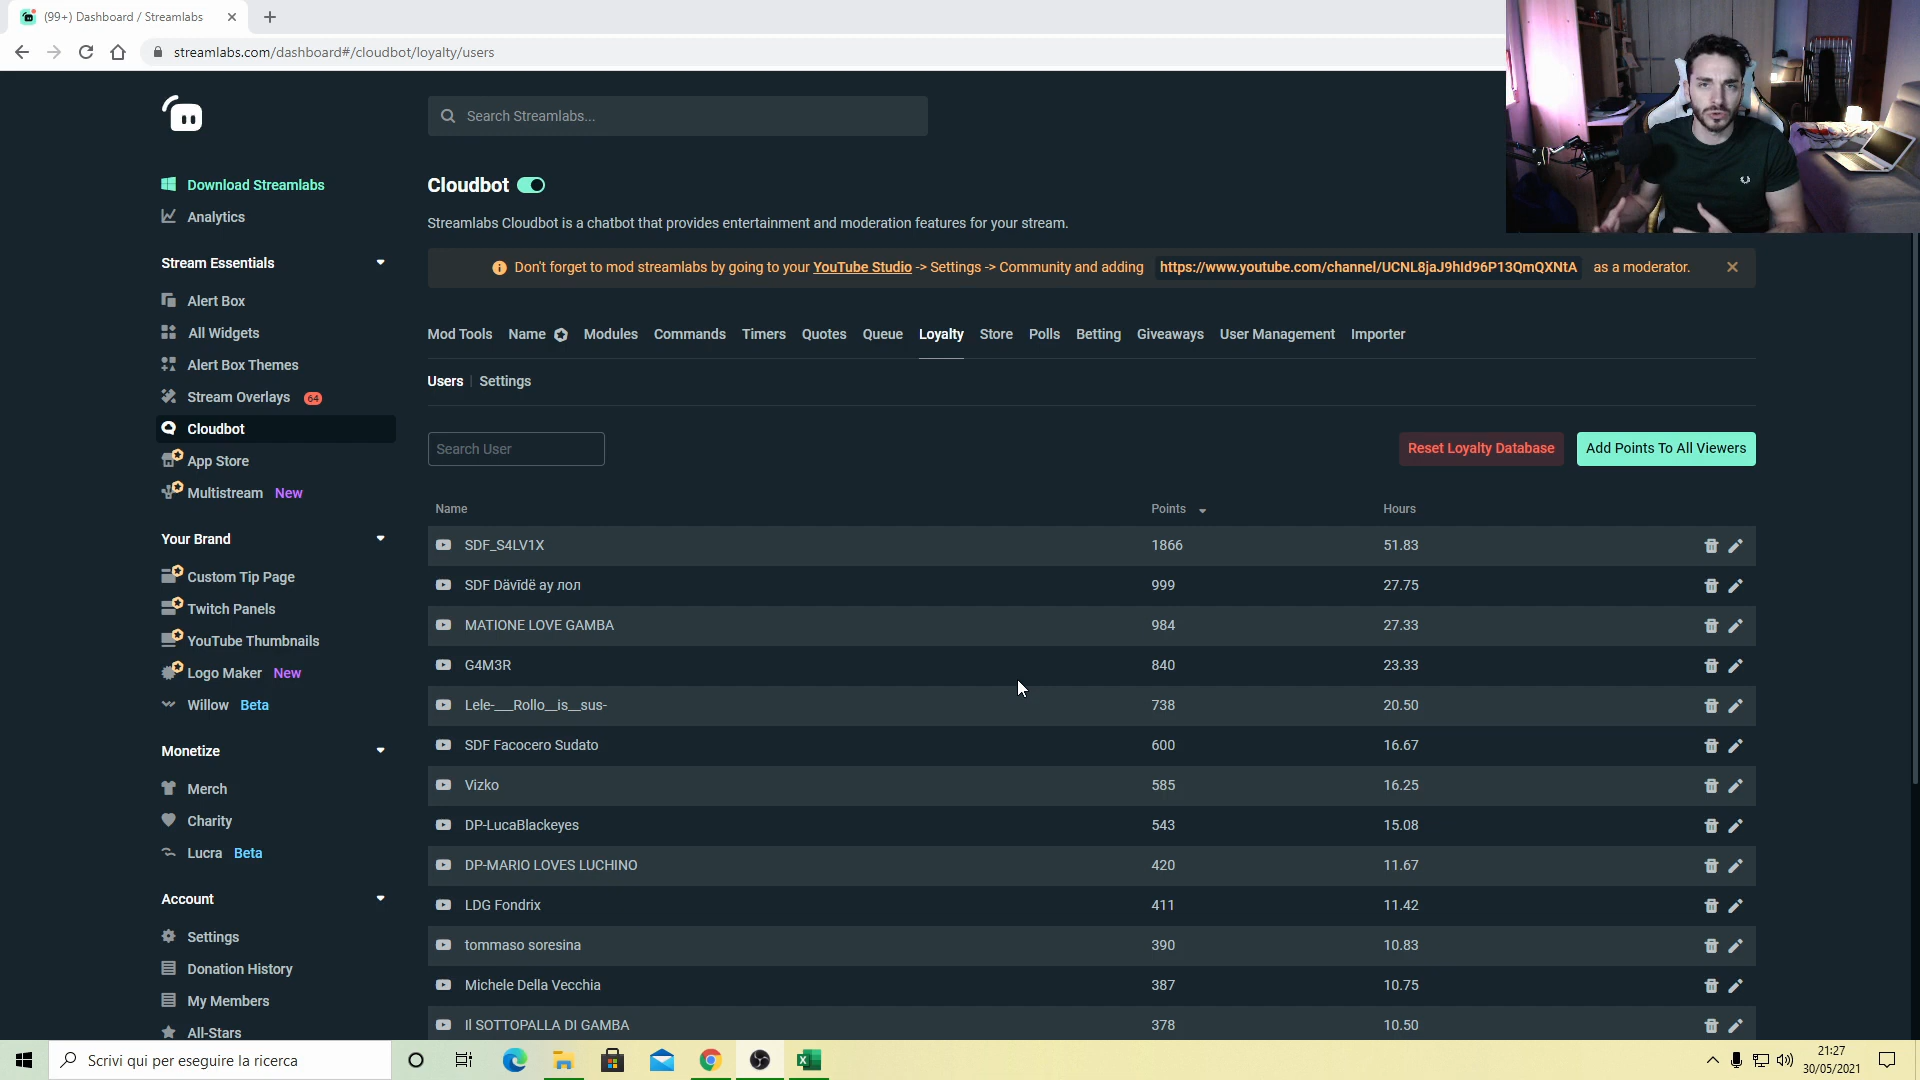 (99+) Dashboard / Streamlabs
streamlabs.com/dashboard#/cloudbot/loyalty/users
Search Streamlabs...
Download Streamlabs
Analytics
Stream Essentials
Alert Box
All Widgets
Alert Box Themes
Stream Overlays 64
Cloudbot
App Store
Multistream New
Your Brand
Custom Tip Page
Twitch Panels
YouTube Thumbnails
Logo Maker New
Willow Beta
Monetize
Merch
Charity
Lucra Beta
Account
Settings
Donation History
My Members
All-Stars
Cloudbot
Streamlabs Cloudbot is a chatbot that provides entertainment and moderation features for your stream.
Don't forget to mod streamlabs by going to your YouTube Studio -> Settings -> Community and adding https://www.youtube.com/channel/UCNL8jaJ9hId96P13QmQXNtA as a moderator.
Mod Tools Name Modules Commands Timers Quotes Queue Loyalty Store Polls Betting Giveaways User Management Importer
Users | Settings
Search User
Reset Loyalty Database
Add Points To All Viewers
Name Points Hours
SDF_S4LV1X 1866 51.83
SDF Dävīdë ay лол 999 27.75
MATIONE LOVE GAMBA 984 27.33
G4M3R 840 23.33
Lele-___Rollo__is__sus- 738 20.50
SDF Facocero Sudato 600 16.67
Vizko 585 16.25
DP-LucaBlackeyes 543 15.08
DP-MARIO LOVES LUCHINO 420 11.67
LDG Fondrix 411 11.42
tommaso soresina 390 10.83
Michele Della Vecchia 387 10.75
Il SOTTOPALLA DI GAMBA 378 10.50
Scrivi qui per eseguire la ricerca
21:27
30/05/2021